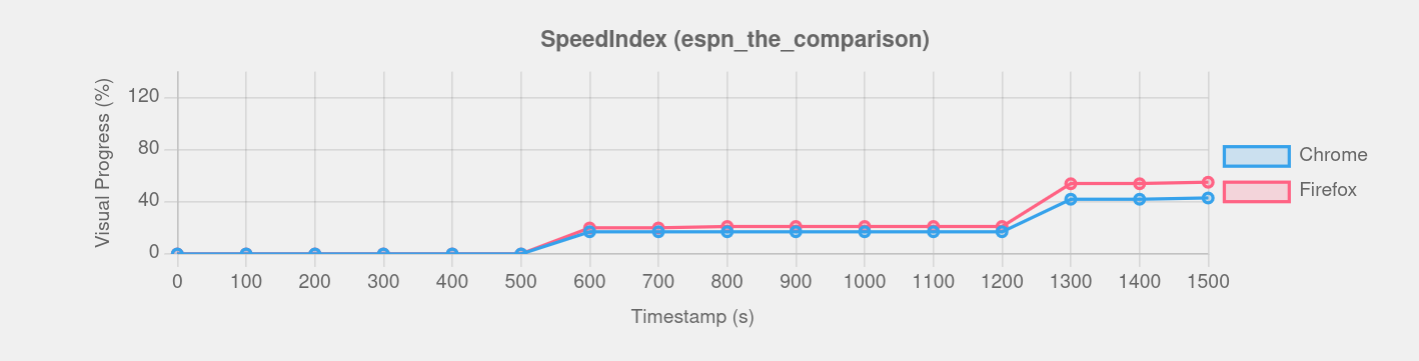 SpeedIndex (espn_the_comparison)
Visual Progress (%)
120
80
40
0
Chrome
Firefox
0 100 200 300 400 500 600 700 800 900 1000 1100 1200 1300 1400 1500
Timestamp (s)